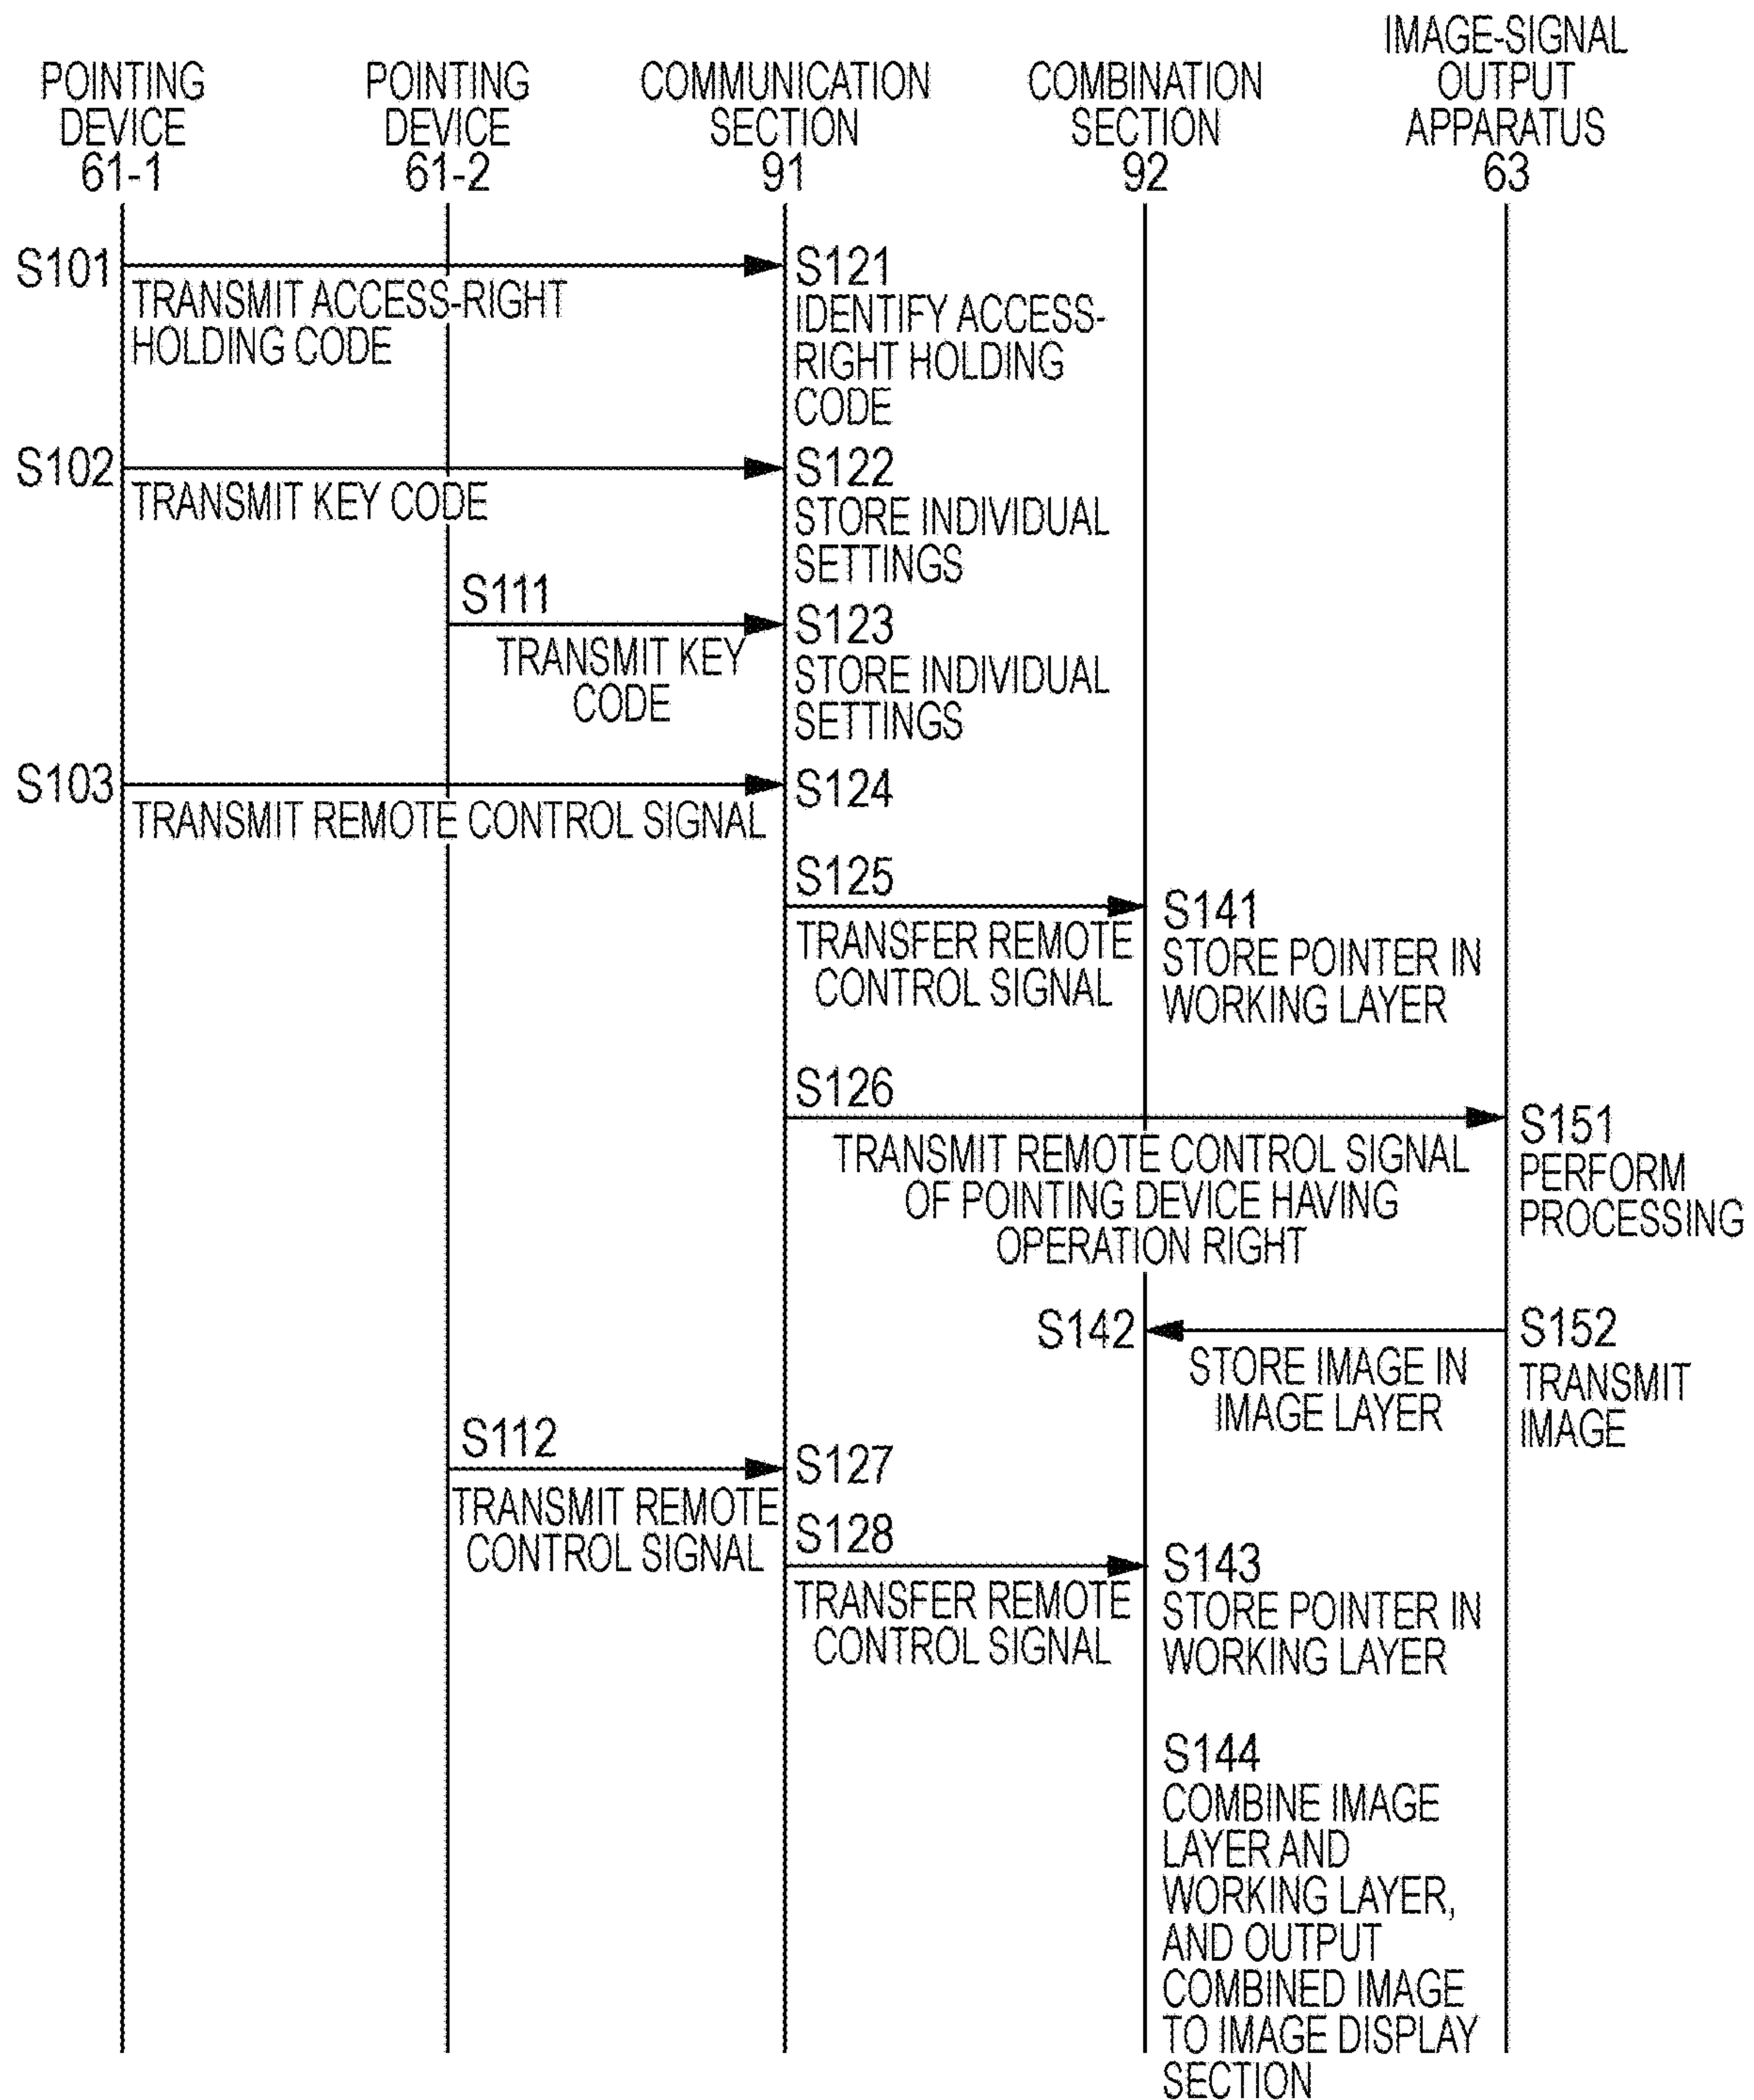 POINTING
DEVICE
61-1
POINTING
DEVICE
61-2
COMMUNICATION
SECTION
91
COMBINATION
SECTION
92
IMAGE-SIGNAL
OUTPUT
APPARATUS
63
S101
TRANSMIT ACCESS-RIGHT
HOLDING CODE
S121
IDENTIFY ACCESS-
RIGHT HOLDING
CODE
S102
TRANSMIT KEY CODE
S122
STORE INDIVIDUAL
SETTINGS
S111
TRANSMIT KEY
CODE
S123
STORE INDIVIDUAL
SETTINGS
S103
TRANSMIT REMOTE CONTROL SIGNAL
S124
S125
TRANSFER REMOTE
CONTROL SIGNAL
S141
STORE POINTER IN
WORKING LAYER
S126
TRANSMIT REMOTE CONTROL SIGNAL
OF POINTING DEVICE HAVING
OPERATION RIGHT
S151
PERFORM
PROCESSING
S142
STORE IMAGE IN
IMAGE LAYER
S152
TRANSMIT
IMAGE
S112
TRANSMIT REMOTE
CONTROL SIGNAL
S127
S128
TRANSFER REMOTE
CONTROL SIGNAL
S143
STORE POINTER IN
WORKING LAYER
S144
COMBINE IMAGE
LAYER AND
WORKING LAYER,
AND OUTPUT
COMBINED IMAGE
TO IMAGE DISPLAY
SECTION